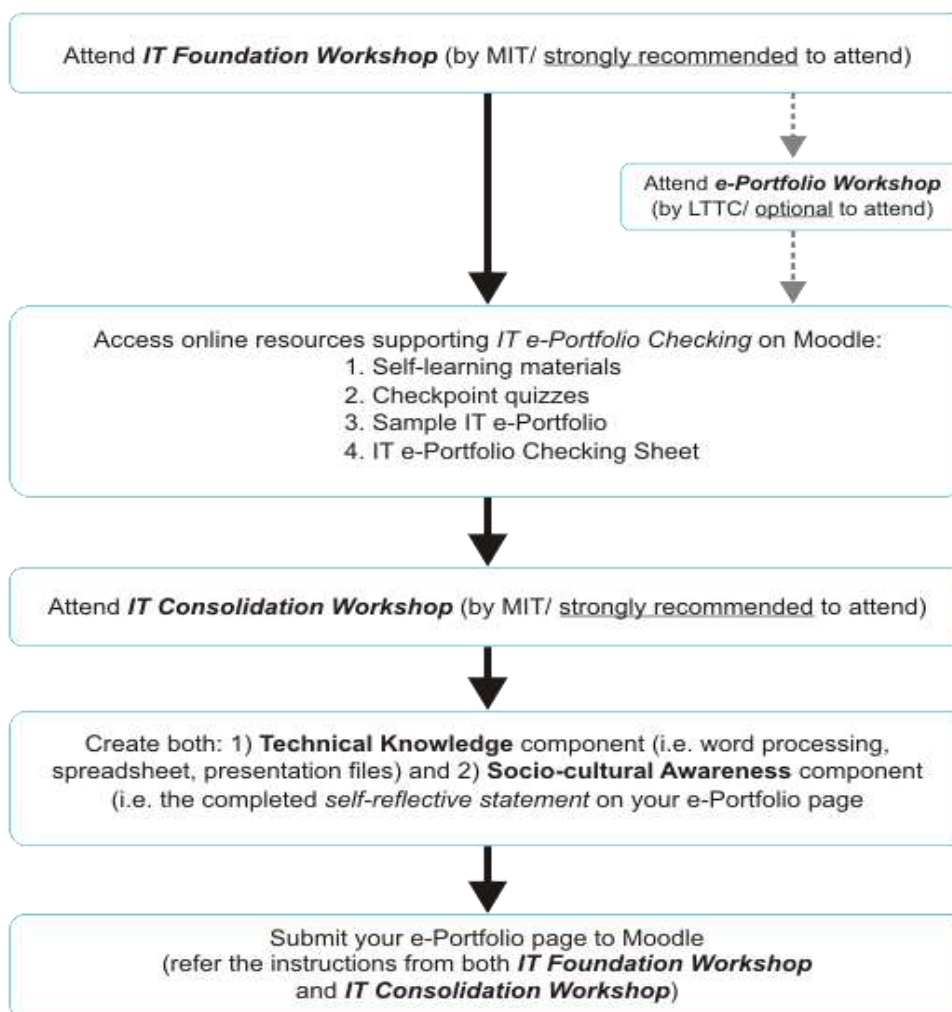 Attend IT Foundation Workshop (by MIT/ strongly recommended to attend)
Attend e-Portfolio Workshop
(by LTTC/ optional to attend)
Access online resources supporting IT e-Portfolio Checking on Moodle:
1. Self-learning materials
2. Checkpoint quizzes
3. Sample IT e-Portfolio
4. IT e-Portfolio Checking Sheet
Attend IT Consolidation Workshop (by MIT/ strongly recommended to attend)
Create both: 1) Technical Knowledge component (i.e. word processing,
spreadsheet, presentation files) and 2) Socio-cultural Awareness component
(i.e. the completed self-reflective statement on your e-Portfolio page
Submit your e-Portfolio page to Moodle
(refer the instructions from both IT Foundation Workshop
and IT Consolidation Workshop)